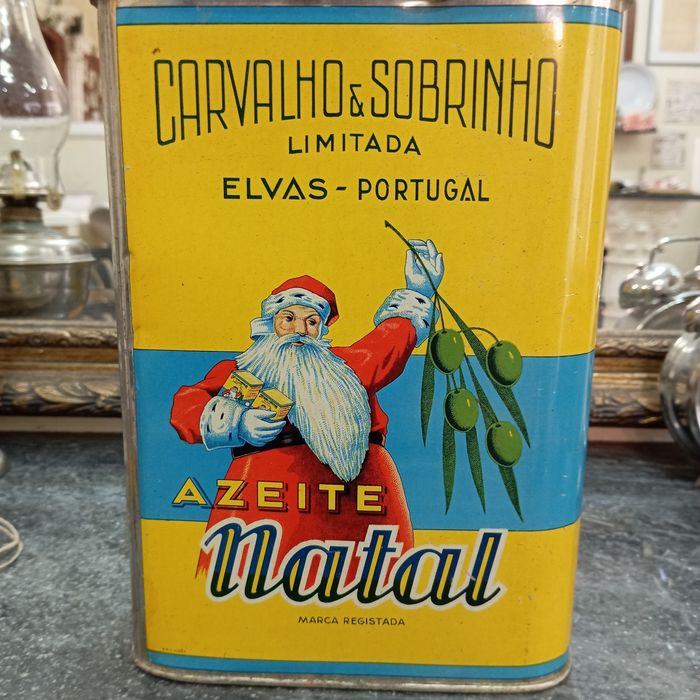 CARVALHO & SOBRINHO
LIMITADA
ELVAS - PORTUGAL
AZEITE
Natal
MARCA REGISTADA